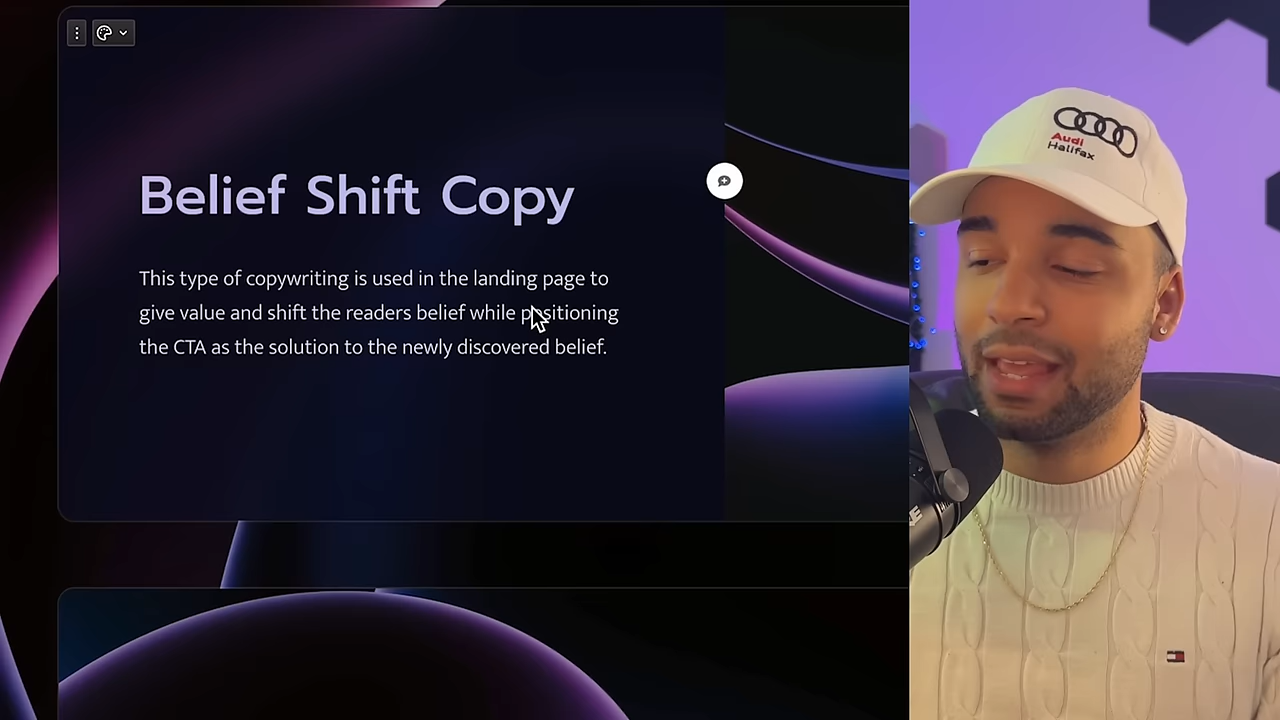 Belief Shift Copy
This type of copywriting is used in the landing page to
give value and shift the readers belief while positioning
the CTA as the solution to the newly discovered belief.
Audi
Halifax